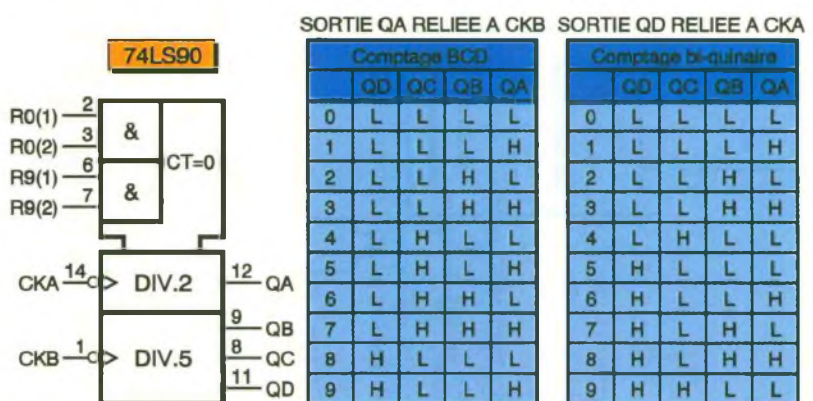 SORTIE QA RELIEE A CKB
SORTIE QD RELIEE A CKA
74LS90
R0(1) 2
R0(2) 3
R9(1) 6
R9(2) 7
&
&
CT=0
CKA 14 DIV.2 12 QA
9 QB
CKB 1 DIV.5 8 QC
11 QD
Comptage BCD
QD QC QB QA
0 L L L L
1 L L L H
2 L L H L
3 L L H H
4 L H L L
5 L H L H
6 L H H L
7 L H H H
8 H L L L
9 H L L H
Comptage bi-quinaire
QD QC QB QA
0 L L L L
1 L L L H
2 L L H L
3 L L H H
4 L H L L
5 H L L L
6 H L L H
7 H L H L
8 H L H H
9 H H L L